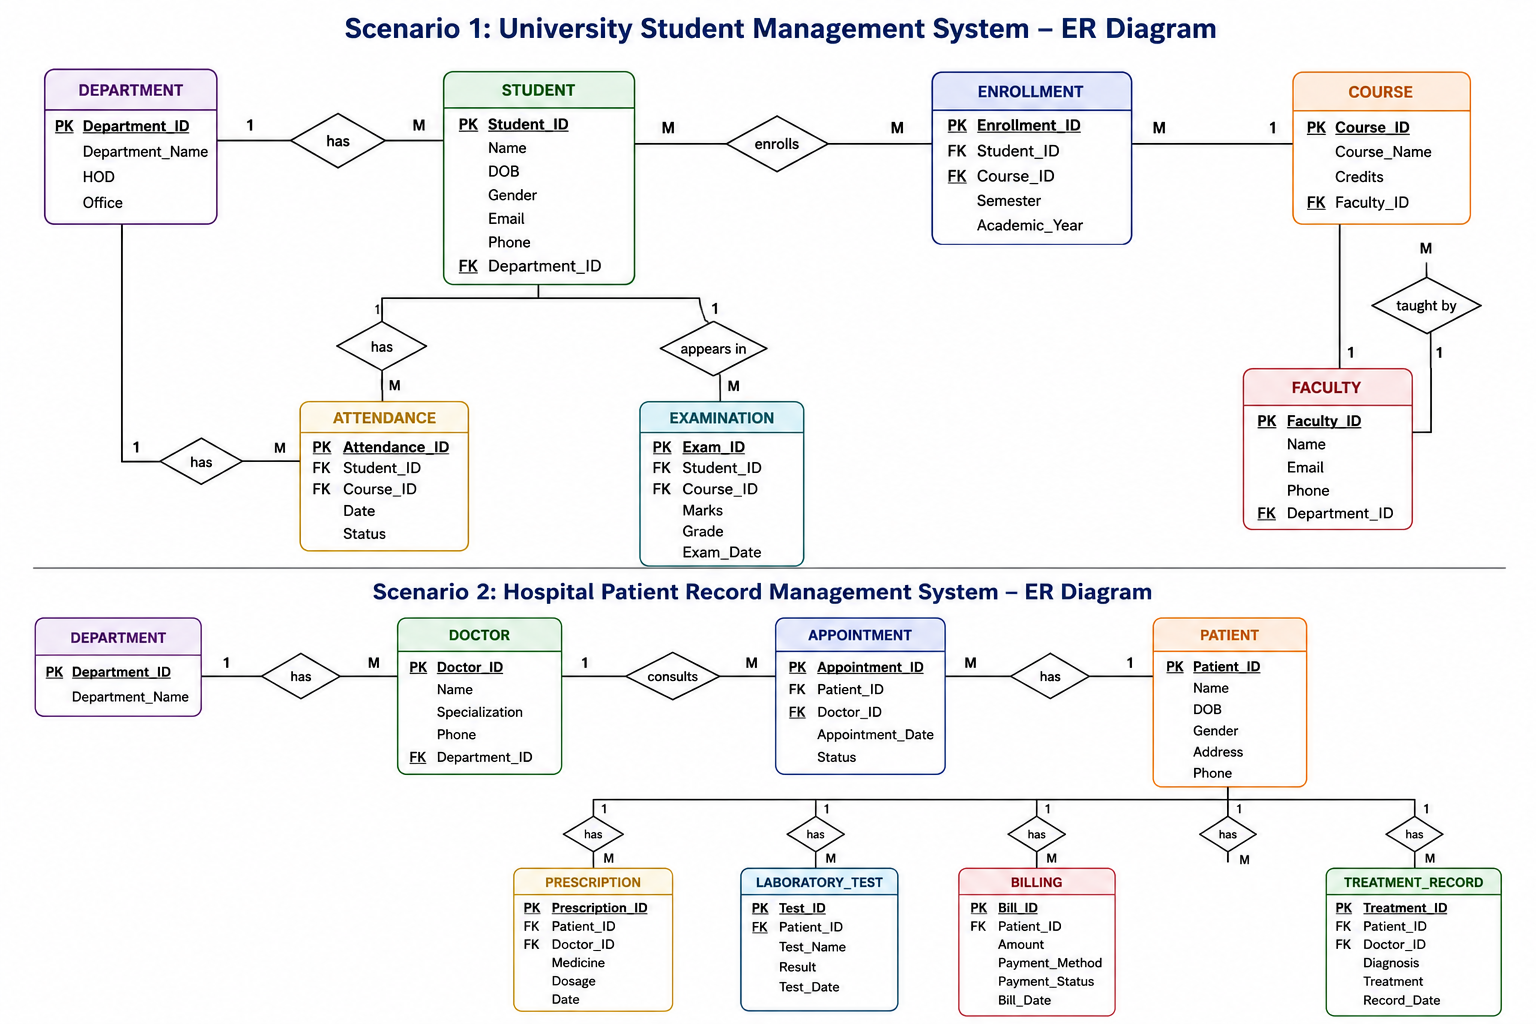 Scenario 1: University Student Management System – ER Diagram
DEPARTMENT
PK Department_ID
Department_Name
HOD
Office
1
has
M
STUDENT
PK Student_ID
Name
DOB
Gender
Email
Phone
FK Department_ID
M
enrolls
M
ENROLLMENT
PK Enrollment_ID
FK Student_ID
FK Course_ID
Semester
Academic_Year
M
1
COURSE
PK Course_ID
Course_Name
Credits
FK Faculty_ID
M
taught by
1
1
1
has
M
1
appears in
M
1
has
M
ATTENDANCE
PK Attendance_ID
FK Student_ID
FK Course_ID
Date
Status
EXAMINATION
PK Exam_ID
FK Student_ID
FK Course_ID
Marks
Grade
Exam_Date
FACULTY
PK Faculty_ID
Name
Email
Phone
FK Department_ID
Scenario 2: Hospital Patient Record Management System – ER Diagram
DEPARTMENT
PK Department_ID
Department_Name
1
has
M
DOCTOR
PK Doctor_ID
Name
Specialization
Phone
FK Department_ID
1
consults
M
APPOINTMENT
PK Appointment_ID
FK Patient_ID
FK Doctor_ID
Appointment_Date
Status
M
has
1
PATIENT
PK Patient_ID
Name
DOB
Gender
Address
Phone
1
has
M
1
has
M
1
has
M
1
has
M
1
has
M
PRESCRIPTION
PK Prescription_ID
FK Patient_ID
FK Doctor_ID
Medicine
Dosage
Date
LABORATORY_TEST
PK Test_ID
FK Patient_ID
Test_Name
Result
Test_Date
BILLING
PK Bill_ID
FK Patient_ID
Amount
Payment_Method
Payment_Status
Bill_Date
TREATMENT_RECORD
PK Treatment_ID
FK Patient_ID
FK Doctor_ID
Diagnosis
Treatment
Record_Date